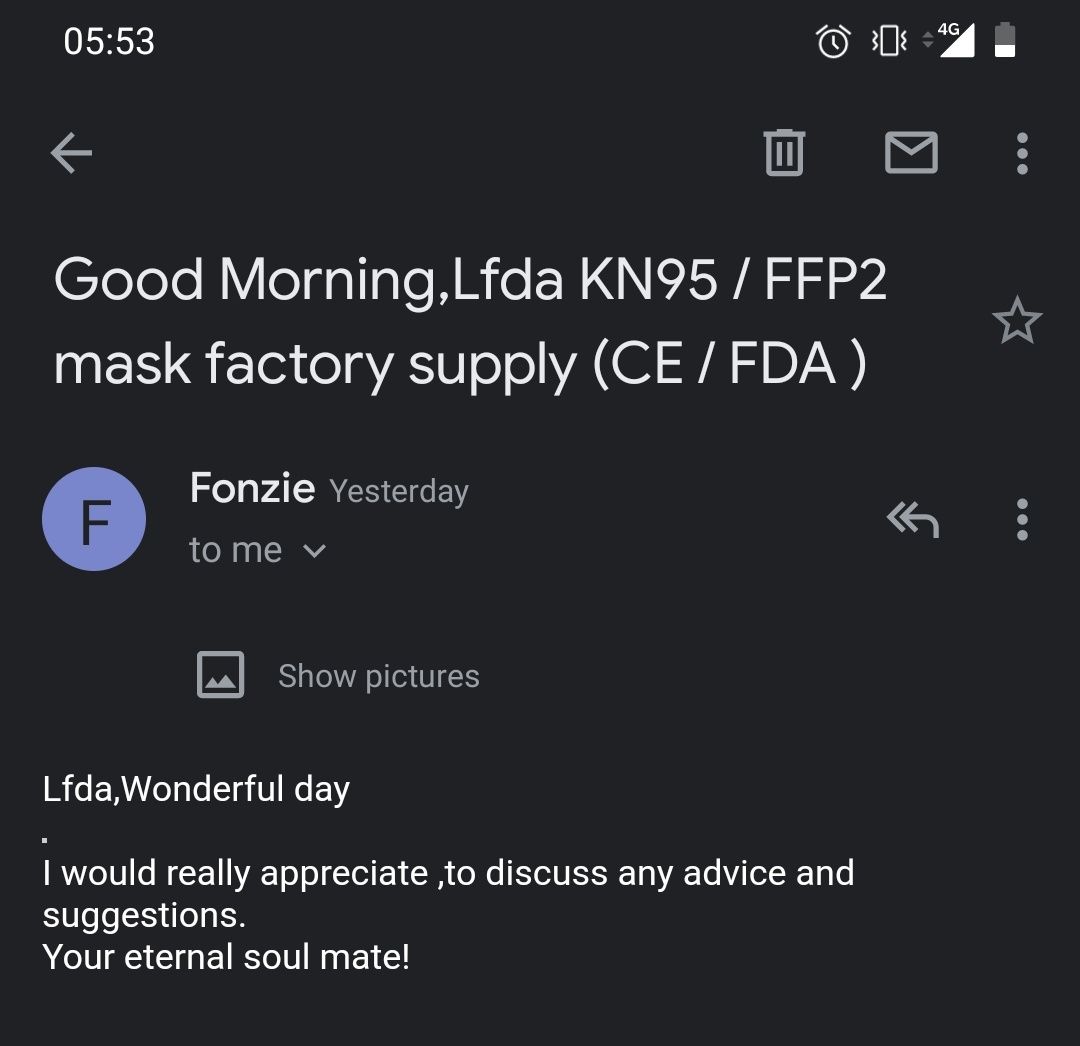 05:53
4G
Good Morning,Lfda KN95 / FFP2
mask factory supply (CE / FDA )
F
Fonzie Yesterday
to me
Show pictures
Lfda,Wonderful day
.
I would really appreciate ,to discuss any advice and
suggestions.
Your eternal soul mate!